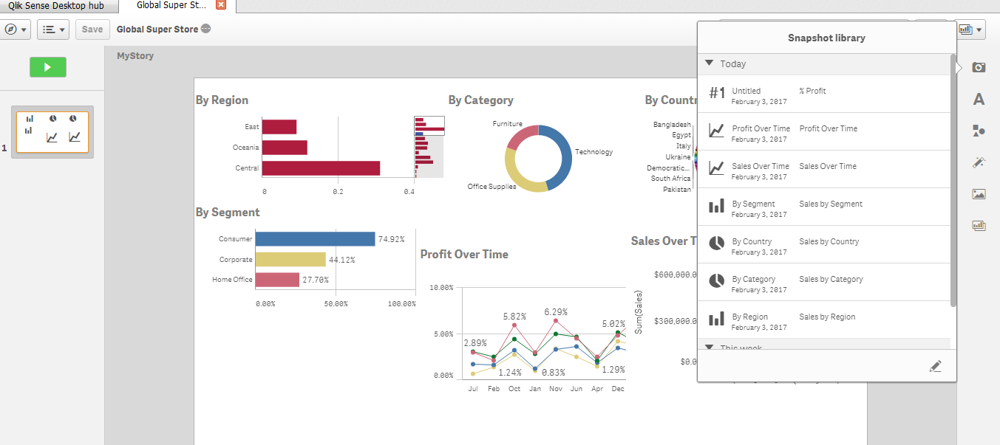 Qlik Sense Desktop hub
Global Super St...
Save
Global Super Store
MyStory
1
By Region
East
Oceania
Central
0
0.2
0.4
By Category
Furniture
Technology
Office Supplies
By Countr
Bangladesh
Egypt
Italy
Ukraine
Democratic...
South Africa
Pakistan
By Segment
Consumer
74.92%
Corporate
44.12%
Home Office
27.70%
0.00%
50.00%
100.00%
Profit Over Time
10.00%
5.00%
0.00%
2.89%
5.82%
6.29%
5.02%
1.24%
0.83%
1.29%
Jul Feb Oct Jan Nov Jun Apr Dec
Sales Over T
Sum(Sales)
$600,000.0
$300,000.0
$0.0
Snapshot library
Today
#1 Untitled % Profit
February 3, 2017
Profit Over Time Profit Over Time
February 3, 2017
Sales Over Time Sales Over Time
February 3, 2017
By Segment Sales by Segment
February 3, 2017
By Country Sales by Country
February 3, 2017
By Category Sales by Category
February 3, 2017
By Region Sales by Region
February 3, 2017
This week
A